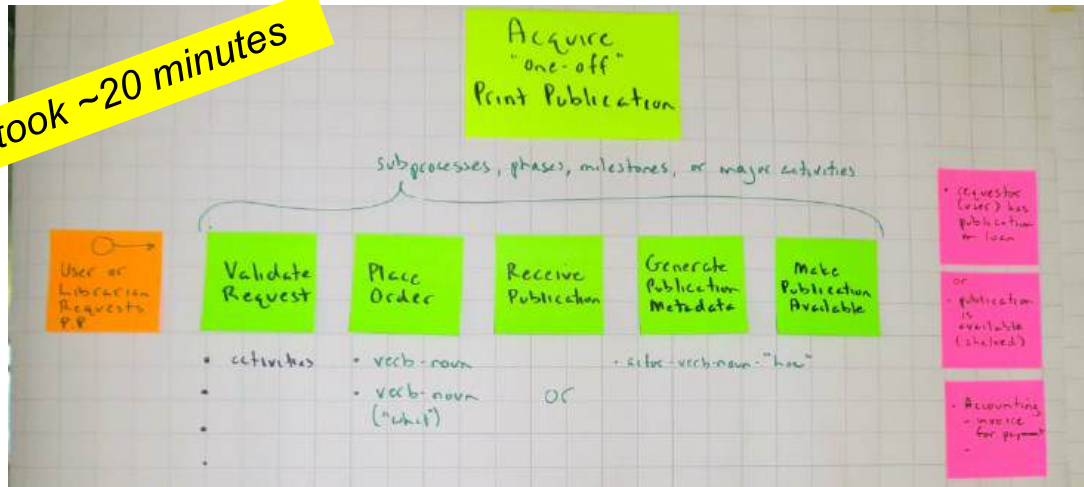 took ~20 minutes
Acquire
"one-off"
Print Publication
subprocesses, phases, milestones, or major activities
User or
Librarian
Requests
P.P.
Validate
Request
Place
Order
Receive
Publication
Generate
Publication
Metadata
Make
Publication
Available
• requestor
(user) has
publication
on loan
or
- publication
is
available
(shelved)
• Accounting
- invoice
for payment
-
• activities
•
•
•
• verb-noun
• verb-noun
("what")
or
• actor-verb-noun-"how"